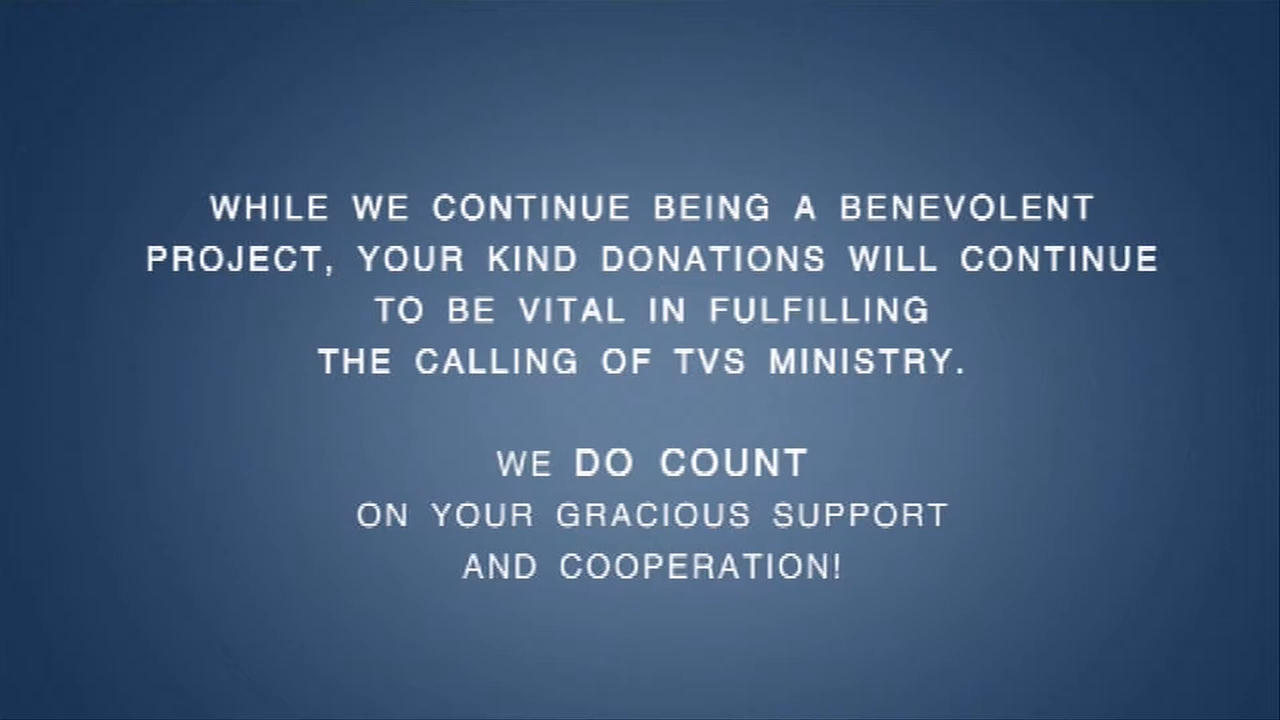 WHILE WE CONTINUE BEING A BENEVOLENT
PROJECT, YOUR KIND DONATIONS WILL CONTINUE
TO BE VITAL IN FULFILLING
THE CALLING OF TVS MINISTRY.
WE DO COUNT
ON YOUR GRACIOUS SUPPORT
AND COOPERATION!